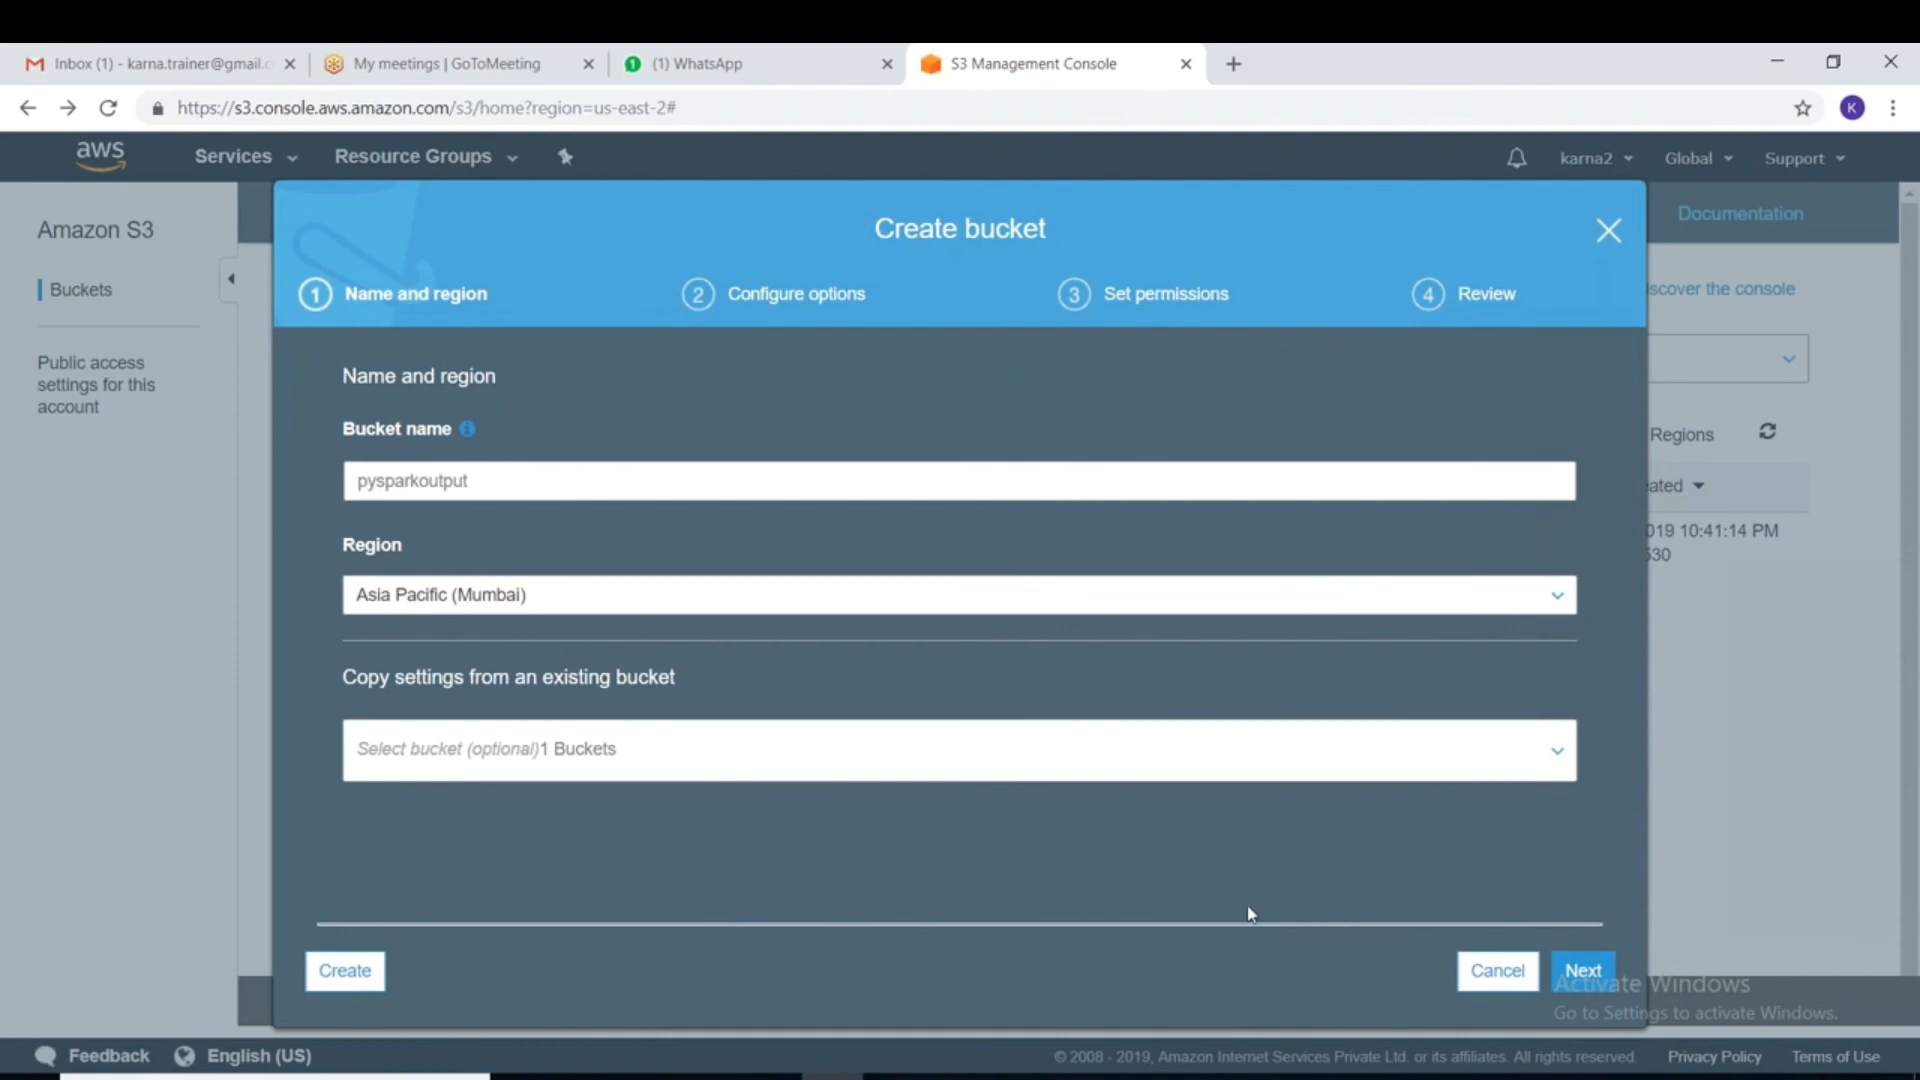 Inbox (1) - karna.trainer@gmail.c
My meetings | GoToMeeting
1
(1) WhatsApp
S3 Management Console
https://s3.console.aws.amazon.com/s3/home?region=us-east-2#
K
aws
Services
Resource Groups
karna2
Global
Support
Amazon S3
Buckets
Public access
settings for this
account
Create bucket
1 Name and region
2 Configure options
3 Set permissions
4 Review
Documentation
iscover the console
Name and region
Bucket name
pysparkoutput
Region
Asia Pacific (Mumbai)
Copy settings from an existing bucket
Select bucket (optional)1 Buckets
Regions
ated
019 10:41:14 PM
530
Create
Cancel
Next
Activate Windows
Go to Settings to activate Windows.
Feedback
English (US)
© 2008 - 2019, Amazon Internet Services Private Ltd. or its affiliates. All rights reserved.
Privacy Policy
Terms of Use